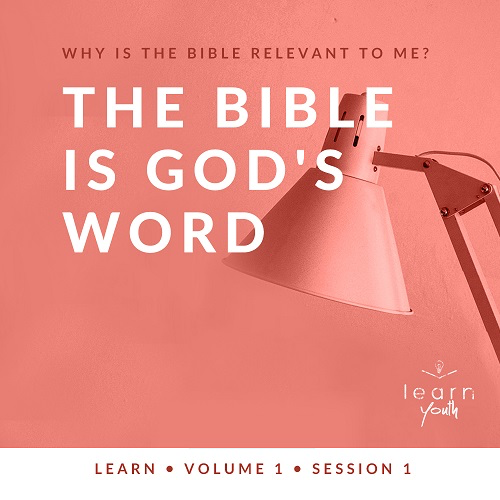 WHY IS THE BIBLE RELEVANT TO ME?
THE BIBLE
IS GOD'S
WORD
learn
youth
LEARN • VOLUME 1 • SESSION 1